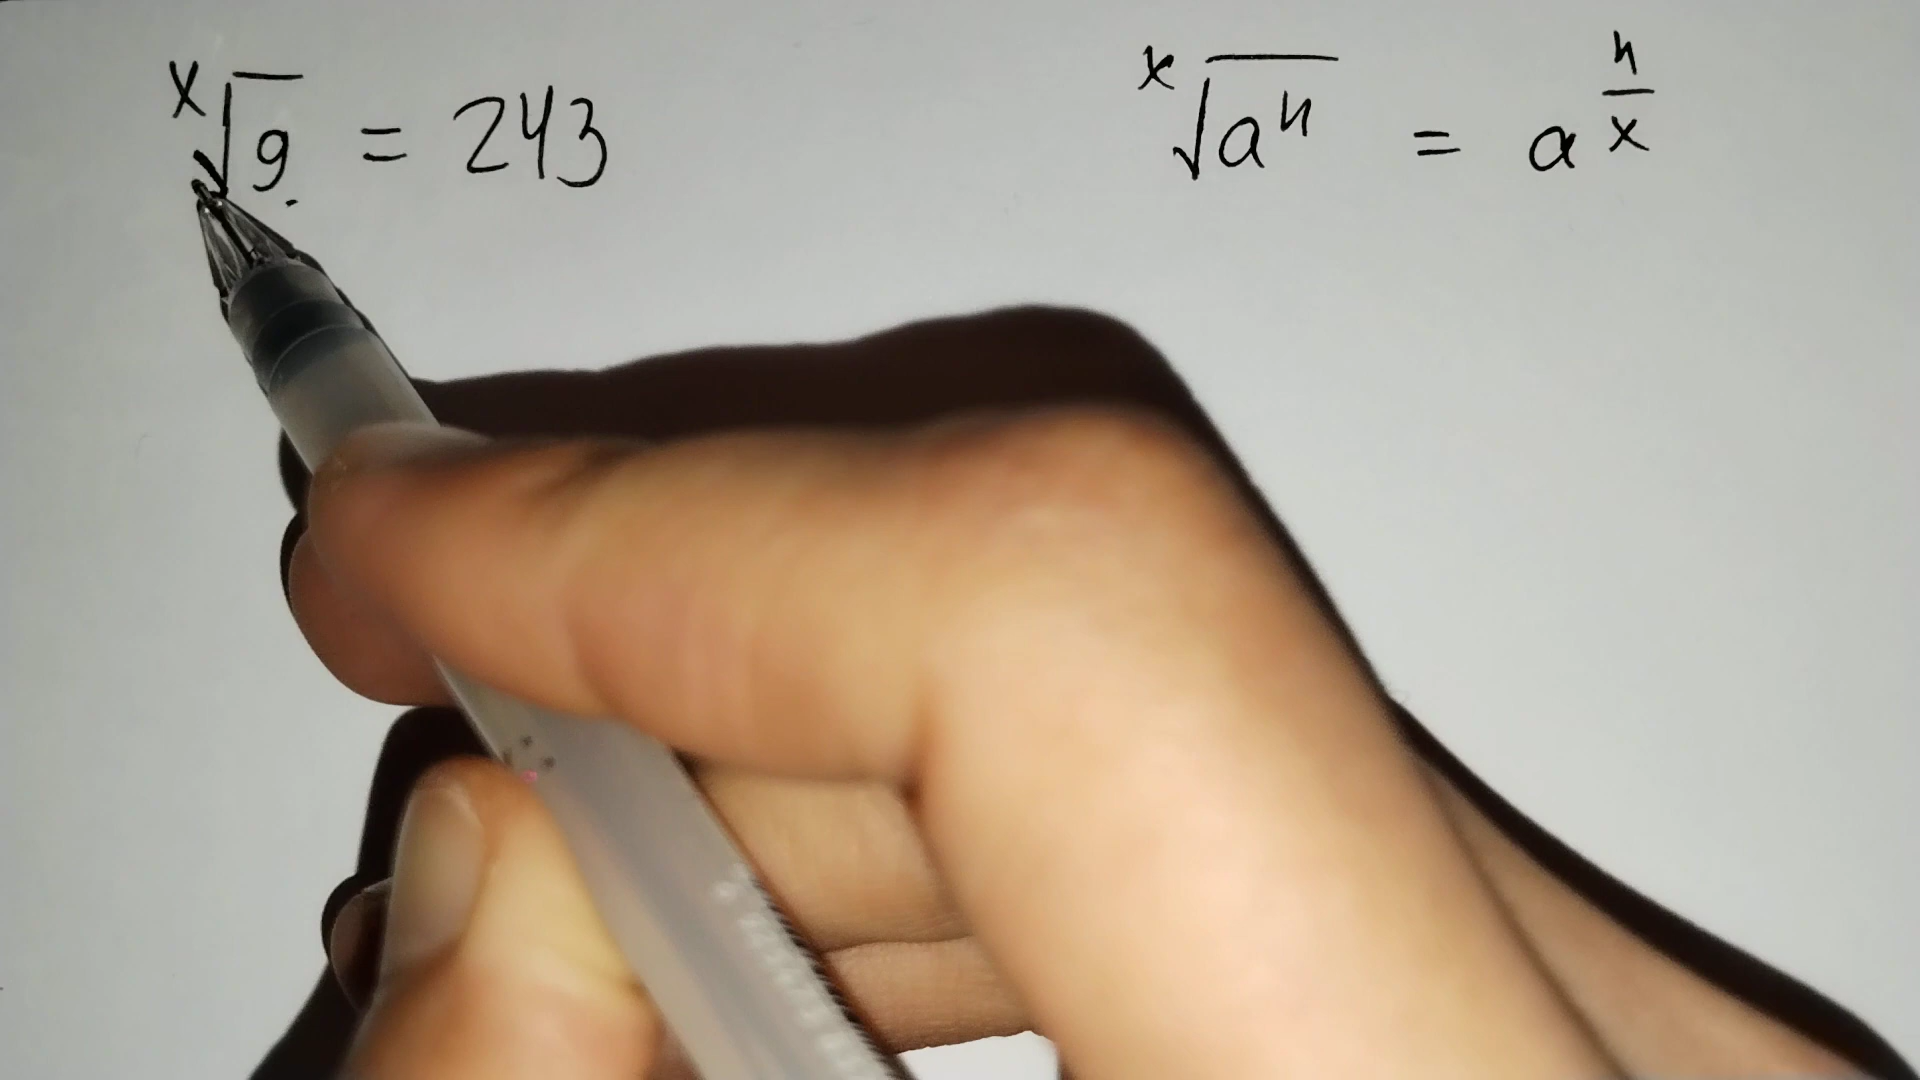 x√9 = 243
x√aⁿ = a n/x